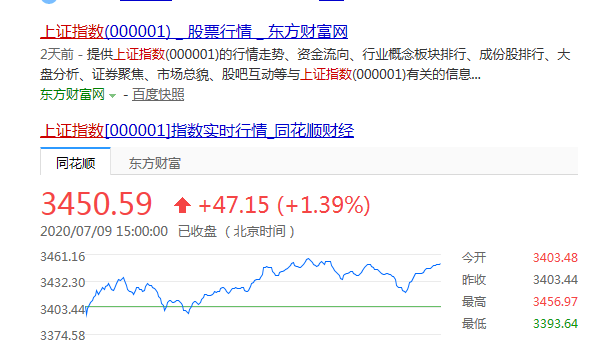 上证指数(000001) _ 股票行情 _ 东方财富网
2天前 - 提供上证指数(000001)的行情走势、资金流向、行业概念板块排行、成份股排行、大
盘分析、证券聚焦、市场总貌、股吧互动等与上证指数(000001)有关的信息...
东方财富网 - 百度快照
上证指数[000001]指数实时行情_同花顺财经
同花顺 东方财富
3450.59 +47.15 (+1.39%)
2020/07/09 15:00:00 已收盘 （ 北京时间 ）
3461.16
3432.30
3403.44
3374.58
今开 3403.48
昨收 3403.44
最高 3456.97
最低 3393.64